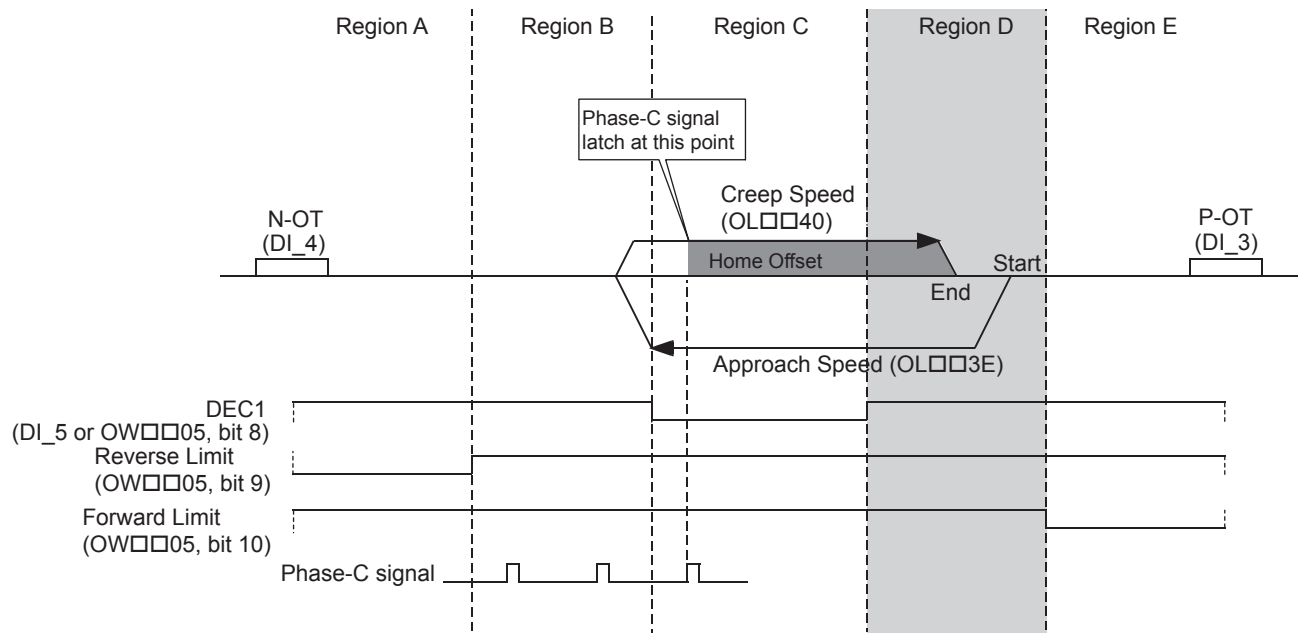 Region A Region B Region C Region D Region E
Phase-C signal
latch at this point
Creep Speed
(OL□□40)
N-OT
(DI_4)
P-OT
(DI_3)
Home Offset
Start
End
Approach Speed (OL□□3E)
DEC1
(DI_5 or OW□□05, bit 8)
Reverse Limit
(OW□□05, bit 9)
Forward Limit
(OW□□05, bit 10)
Phase-C signal